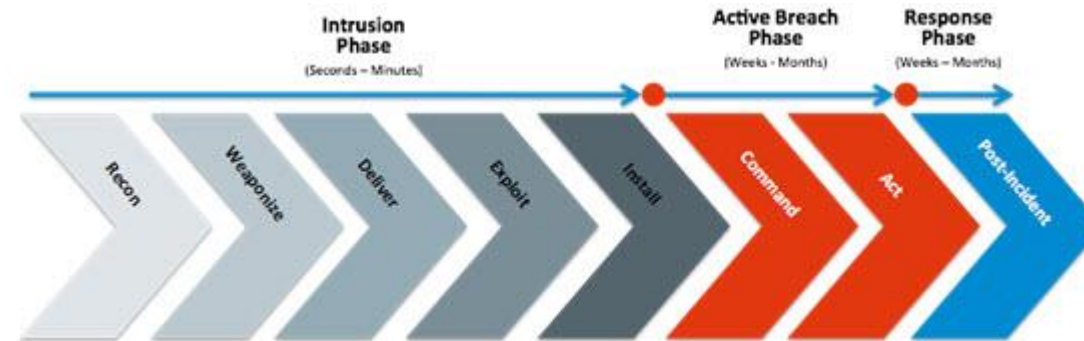 Intrusion
Phase
(Seconds – Minutes)
Active Breach
Phase
(Weeks - Months)
Response
Phase
(Weeks – Months)
Recon
Weaponize
Deliver
Exploit
Install
Command
Act
Post-Incident